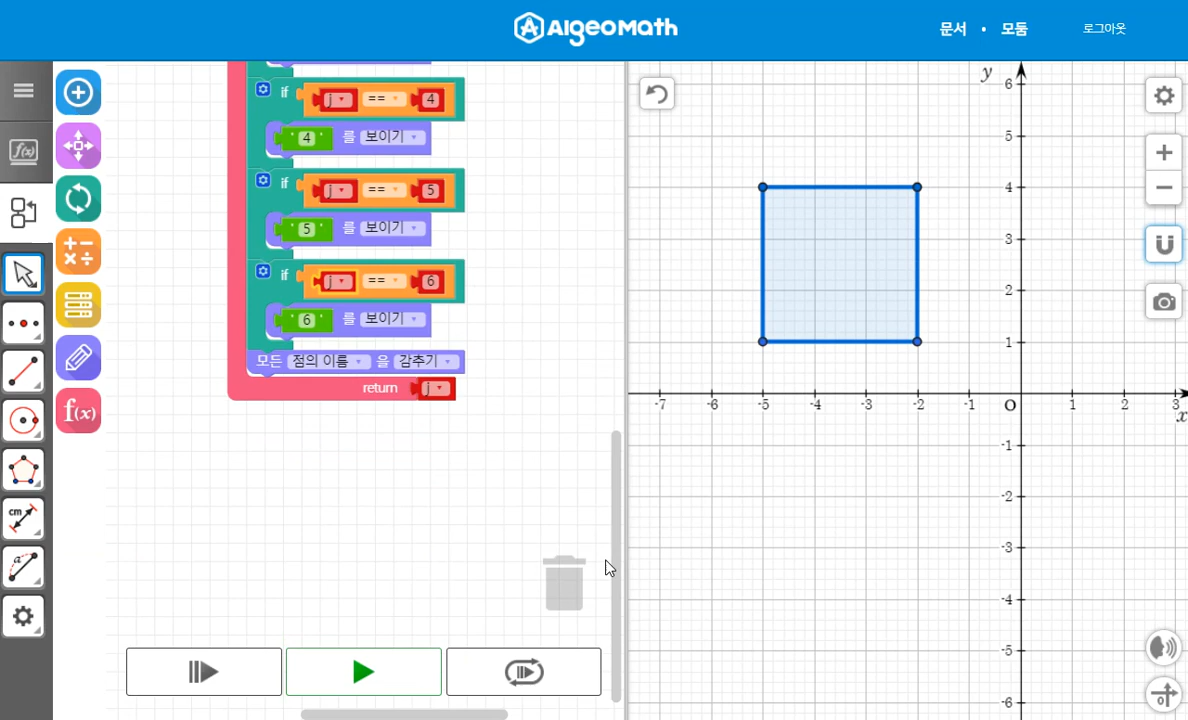 AlgeoMath
문서 • 모둠
로그아웃
if j == 4
' 4 ' 를 보이기
if j == 5
' 5 ' 를 보이기
if j == 6
' 6 ' 를 보이기
모든 점의 이름 을 감추기
return j
f(x)
f(x)
cm
a
y
6
5
4
3
2
1
-7 -6 -5 -4 -3 -2 -1 O 1 2 3
x
-1
-2
-3
-4
-5
-6